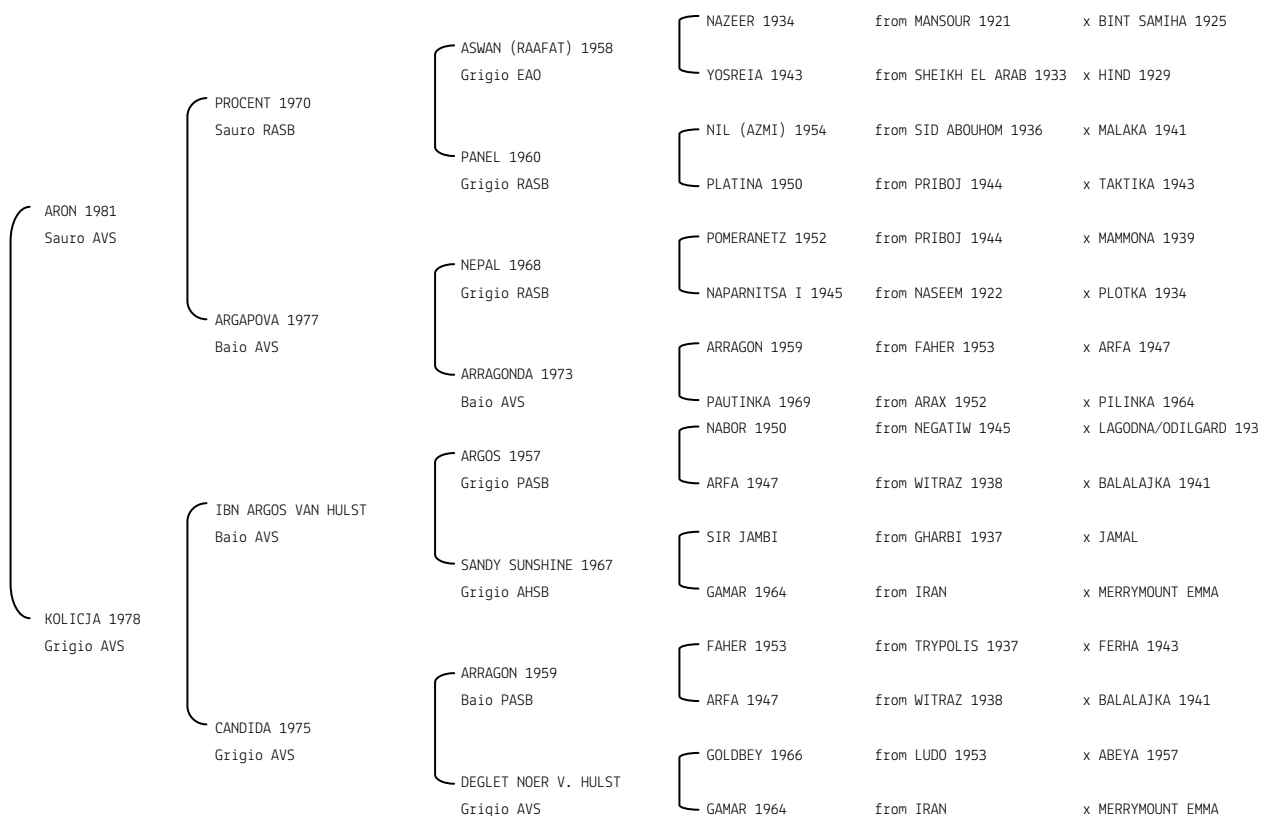 NAZEER 1934 from MANSOUR 1921 x BINT SAMIHA 1925
ASWAN (RAAFAT) 1958
Grigio EAO YOSREIA 1943 from SHEIKH EL ARAB 1933 x HIND 1929
PROCENT 1970
Sauro RASB NIL (AZMI) 1954 from SID ABOUHOM 1936 x MALAKA 1941
PANEL 1960
Grigio RASB PLATINA 1950 from PRIBOJ 1944 x TAKTIKA 1943
ARON 1981
Sauro AVS POMERANETZ 1952 from PRIBOJ 1944 x MAMMONA 1939
NEPAL 1968
Grigio RASB NAPARNITSA I 1945 from NASEEM 1922 x PLOTKA 1934
ARGAPOVA 1977
Baio AVS ARRAGON 1959 from FAHER 1953 x ARFA 1947
ARRAGONDA 1973
Baio AVS PAUTINKA 1969 from ARAX 1952 x PILINKA 1964
NABOR 1950 from NEGATIW 1945 x LAGODNA/ODILGARD 193
ARGOS 1957
Grigio PASB ARFA 1947 from WITRAZ 1938 x BALALAJKA 1941
IBN ARGOS VAN HULST
Baio AVS SIR JAMBI from GHARBI 1937 x JAMAL
SANDY SUNSHINE 1967
Grigio AHSB GAMAR 1964 from IRAN x MERRYMOUNT EMMA
KOLICJA 1978
Grigio AVS FAHER 1953 from TRYPOLIS 1937 x FERHA 1943
ARRAGON 1959
Baio PASB ARFA 1947 from WITRAZ 1938 x BALALAJKA 1941
CANDIDA 1975
Grigio AVS GOLDBEY 1966 from LUDO 1953 x ABEYA 1957
DEGLET NOER V. HULST
Grigio AVS GAMAR 1964 from IRAN x MERRYMOUNT EMMA